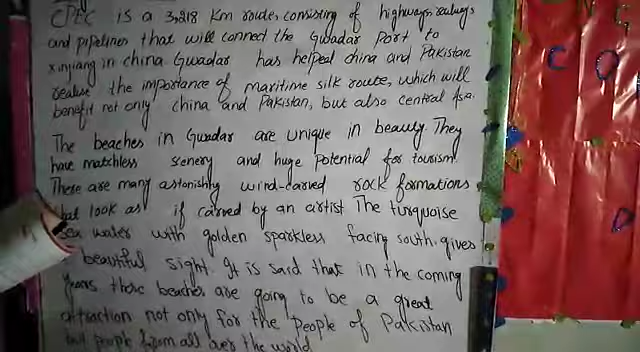 CPEC is a 3,218 Km route, consisting of highways, railways
and pipelines that will connect the Gwadar Port to
xinjiang in china. Gwadar has helped china and Pakistan
realise the importance of maritime silk route, which will
benefit not only china and Pakistan, but also central Asia.
The beaches in Gwadar are unique in beauty. They
have matchless scenery and huge potential for tourism.
There are many astonishing wind-carved rock formations
that look as if carved by an artist The turquoise
sea water with golden sparkless facing south. gives
beautiful sight. It is said that in the coming
years these beaches are going to be a great
attraction not only for the people of Pakistan
but people from all over the world
C O